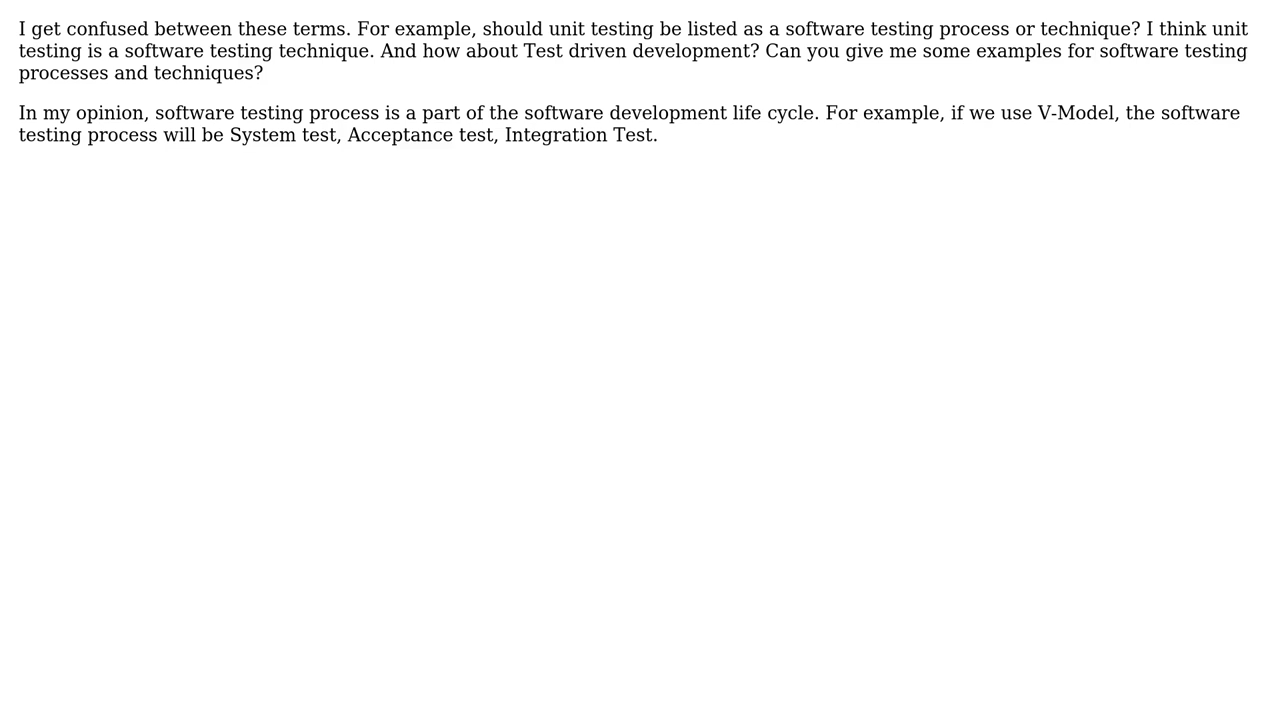 I get confused between these terms. For example, should unit testing be listed as a software testing process or technique? I think unit
testing is a software testing technique. And how about Test driven development? Can you give me some examples for software testing
processes and techniques?
In my opinion, software testing process is a part of the software development life cycle. For example, if we use V-Model, the software
testing process will be System test, Acceptance test, Integration Test.